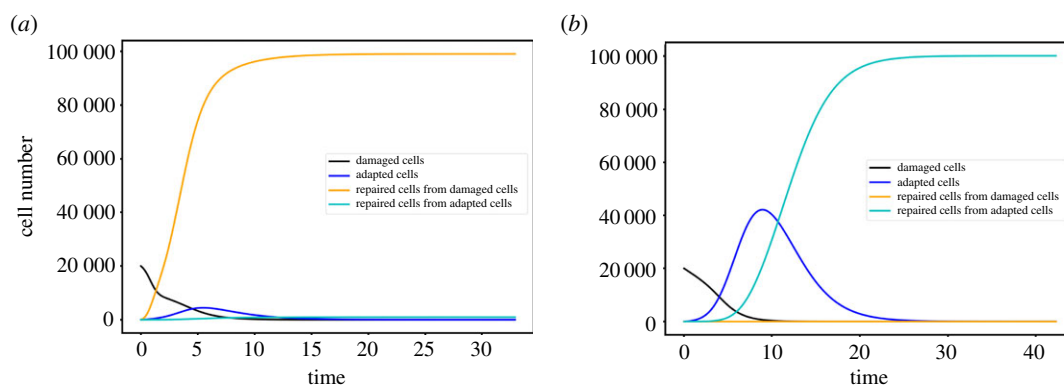 (a)
100 000
80 000
60 000
40 000
20 000
0
cell number
damaged cells
adapted cells
repaired cells from damaged cells
repaired cells from adapted cells
0 5 10 15 20 25 30
time
(b)
100 000
80 000
60 000
40 000
20 000
0
damaged cells
adapted cells
repaired cells from damaged cells
repaired cells from adapted cells
0 10 20 30 40
time